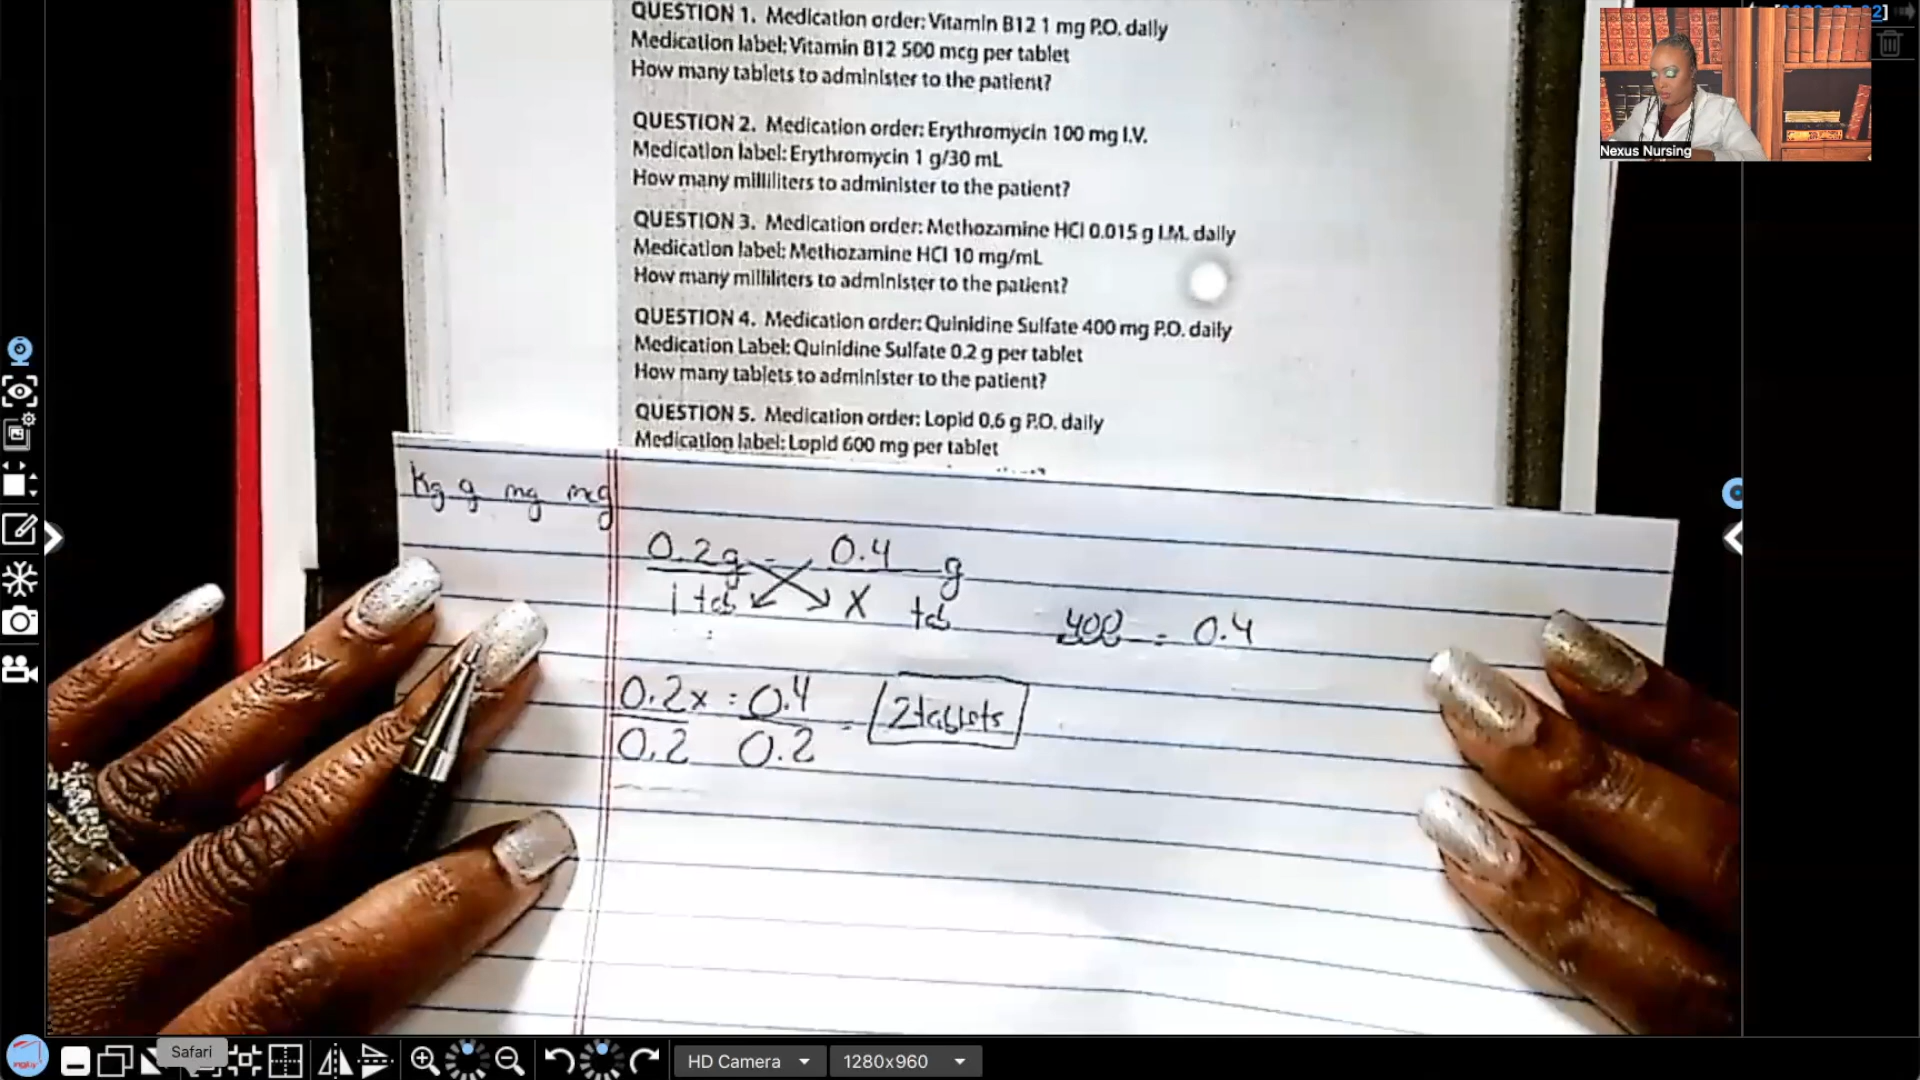 QUESTION 1. Medication order: Vitamin B12 1 mg P.O. daily
Medication label: Vitamin B12 500 mcg per tablet
How many tablets to administer to the patient?
QUESTION 2. Medication order: Erythromycin 100 mg I.V.
Medication label: Erythromycin 1 g/30 mL
How many milliliters to administer to the patient?
QUESTION 3. Medication order: Methozamine HCl 0.015 g I.M. daily
Medication label: Methozamine HCl 10 mg/mL
How many milliliters to administer to the patient?
QUESTION 4. Medication order: Quinidine Sulfate 400 mg P.O. daily
Medication Label: Quinidine Sulfate 0.2 g per tablet
How many tablets to administer to the patient?
QUESTION 5. Medication order: Lopid 0.6 g P.O. daily
Medication label: Lopid 600 mg per tablet
Kg g mg mcg
0.2g = 0.4 g
1 tab X tab
400 = 0.4
0.2x = 0.4 = 2 tablets
0.2 0.2
Nexus Nursing
Safari
HD Camera
1280x960